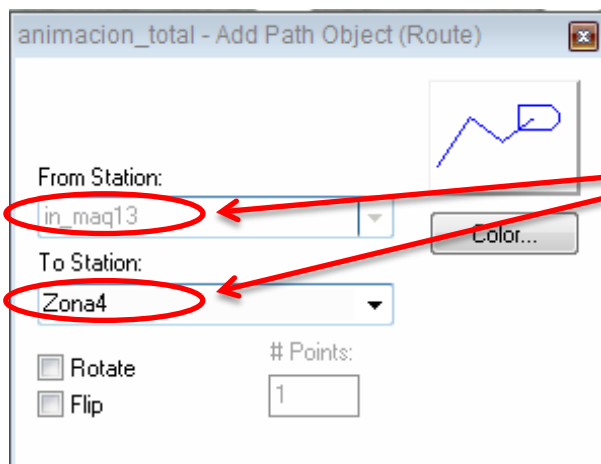 animacion_total - Add Path Object (Route)
From Station:
in_maq13
Color...
To Station:
Zona4
Rotate
# Points:
Flip
1